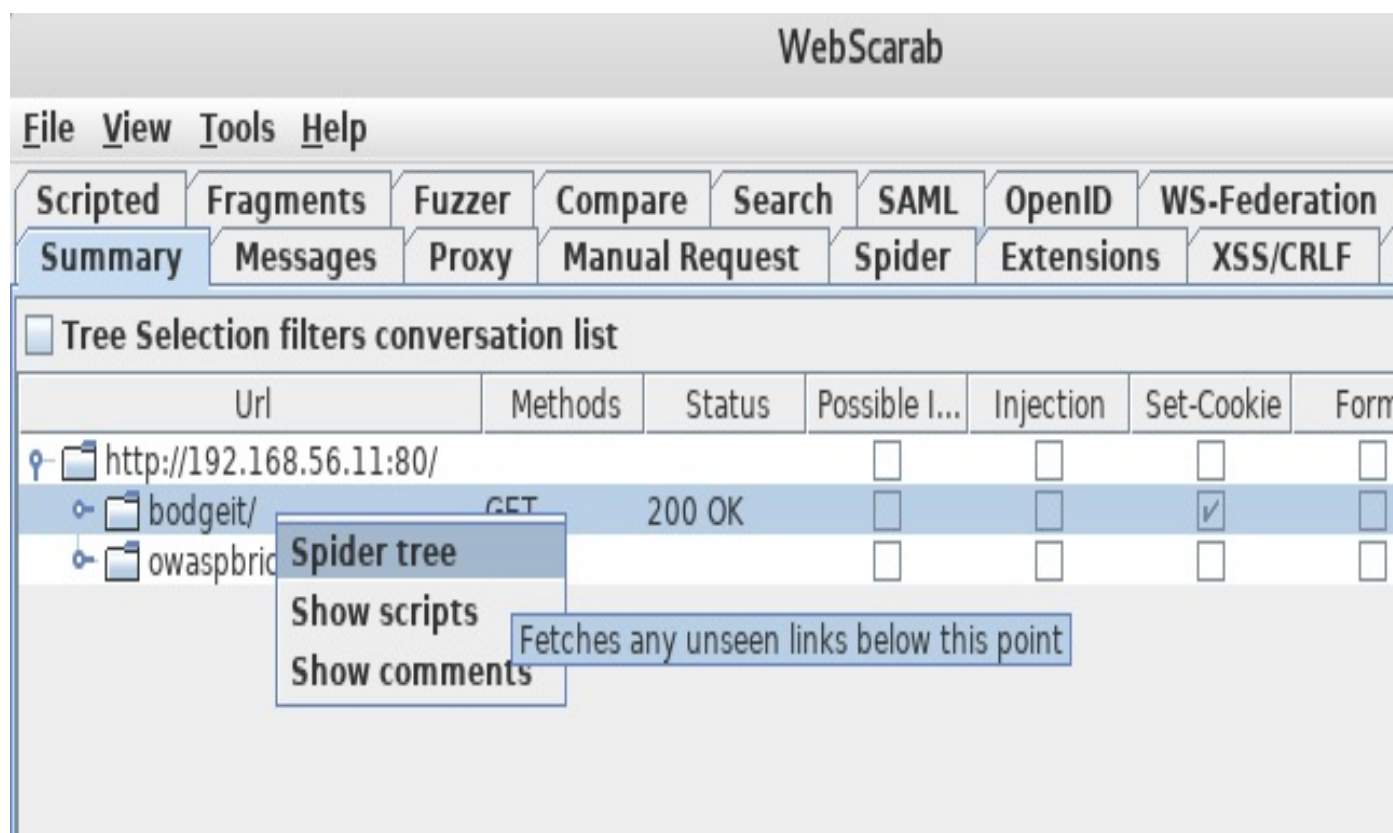 WebScarab
File View Tools Help
Scripted Fragments Fuzzer Compare Search SAML OpenID WS-Federation
Summary Messages Proxy Manual Request Spider Extensions XSS/CRLF
Tree Selection filters conversation list
Url Methods Status Possible I... Injection Set-Cookie Form
http://192.168.56.11:80/
bodgeit/ GET 200 OK
owaspbric
Spider tree
Show scripts
Fetches any unseen links below this point
Show comments